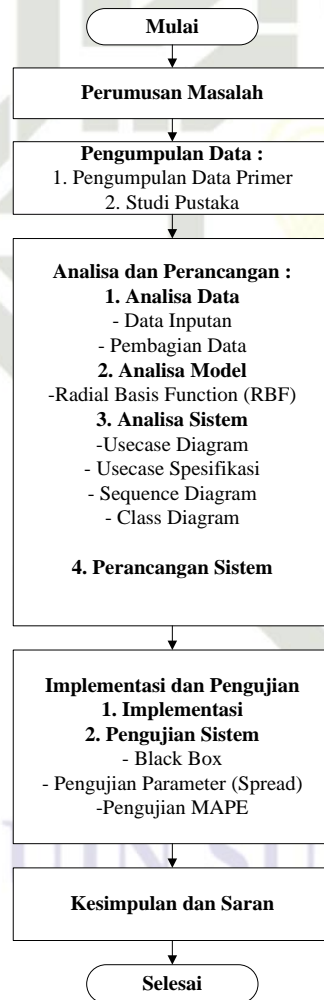 Mulai
Perumusan Masalah
Pengumpulan Data :
1. Pengumpulan Data Primer
2. Studi Pustaka
Analisa dan Perancangan :
1. Analisa Data
- Data Inputan
- Pembagian Data
2. Analisa Model
-Radial Basis Function (RBF)
3. Analisa Sistem
-Usecase Diagram
- Usecase Spesifikasi
- Sequence Diagram
- Class Diagram
4. Perancangan Sistem
Implementasi dan Pengujian
1. Implementasi
2. Pengujian Sistem
- Black Box
- Pengujian Parameter (Spread)
-Pengujian MAPE
Kesimpulan dan Saran
Selesai